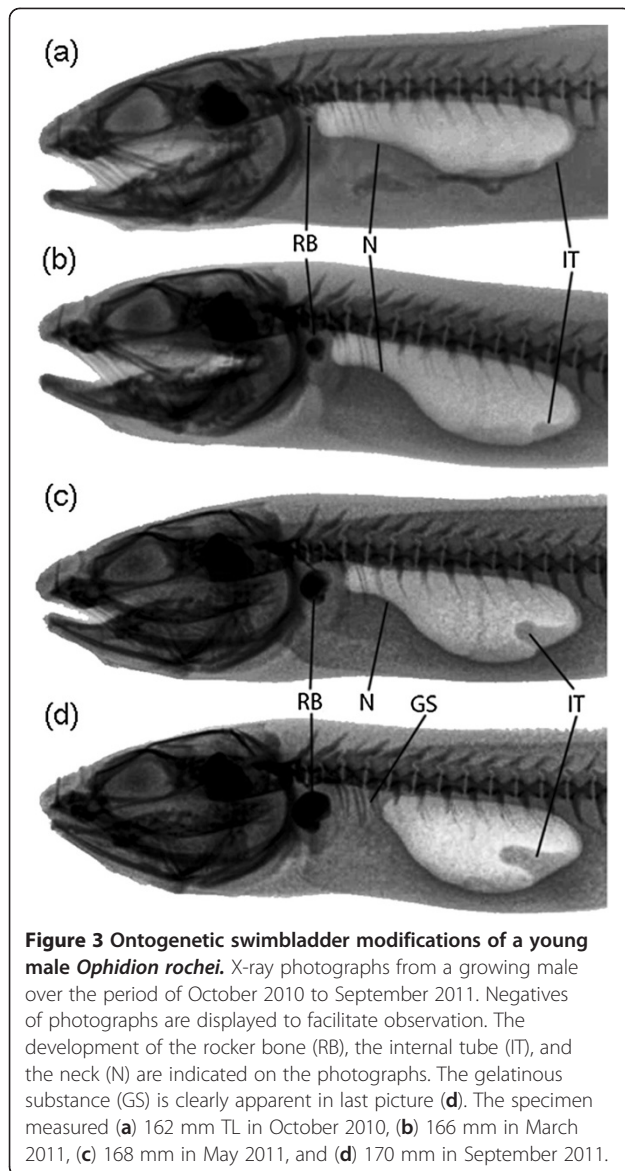 (a)
RB
N
IT
(b)
(c)
RB
N
GS
IT
(d)
Figure 3 Ontogenetic swimbladder modifications of a young
male Ophidion rochei. X-ray photographs from a growing male
over the period of October 2010 to September 2011. Negatives
of photographs are displayed to facilitate observation. The
development of the rocker bone (RB), the internal tube (IT), and
the neck (N) are indicated on the photographs. The gelatinous
substance (GS) is clearly apparent in last picture (d). The specimen
measured (a) 162 mm TL in October 2010, (b) 166 mm in March
2011, (c) 168 mm in May 2011, and (d) 170 mm in September 2011.